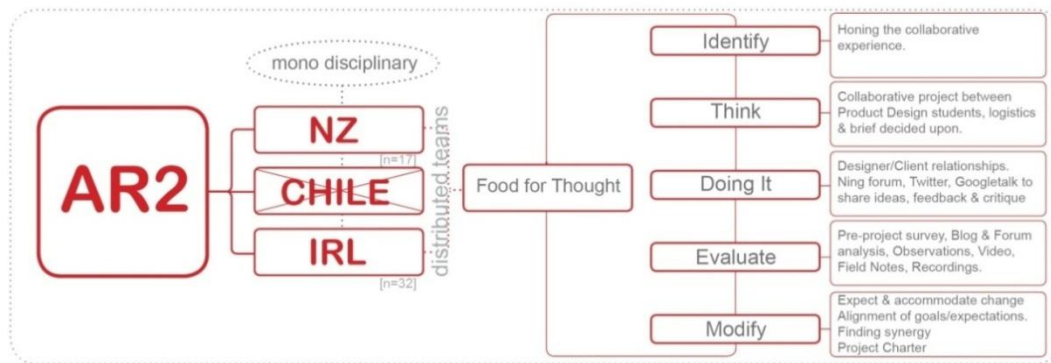 AR2
mono disciplinary
NZ
[n=17]
CHILE
IRL
[n=32]
distributed teams
Food for Thought
Identify
Honing the collaborative
experience.
Think
Collaborative project between
Product Design students, logistics
& brief decided upon.
Doing It
Designer/Client relationships.
Ning forum, Twitter, Googletalk to
share ideas, feedback & critique
Evaluate
Pre-project survey, Blog & Forum
analysis, Observations, Video,
Field Notes, Recordings.
Modify
Expect & accommodate change
Alignment of goals/expectations.
Finding synergy
Project Charter